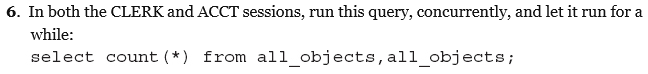 6. In both the CLERK and ACCT sessions, run this query, concurrently, and let it run for a
while:
select count(*) from all_objects,all_objects;